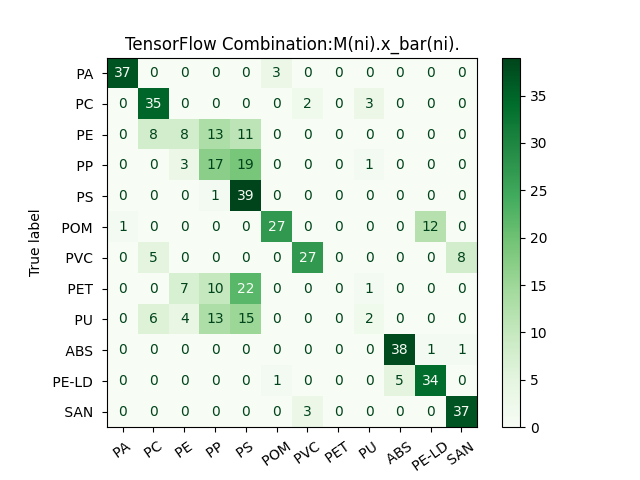 TensorFlow Combination:M(ni).x_bar(ni).
True label
PA 37 0 0 0 0 3 0 0 0 0 0 0
PC 0 35 0 0 0 0 2 0 3 0 0 0
PE 0 8 8 13 11 0 0 0 0 0 0 0
PP 0 0 3 17 19 0 0 0 1 0 0 0
PS 0 0 0 1 39 0 0 0 0 0 0 0
POM 1 0 0 0 0 27 0 0 0 0 12 0
PVC 0 5 0 0 0 0 27 0 0 0 0 8
PET 0 0 7 10 22 0 0 0 1 0 0 0
PU 0 6 4 13 15 0 0 0 2 0 0 0
ABS 0 0 0 0 0 0 0 0 0 38 1 1
PE-LD 0 0 0 0 0 1 0 0 0 5 34 0
SAN 0 0 0 0 0 0 3 0 0 0 0 37
PA PC PE PP PS POM PVC PET PU ABS PE-LD SAN
35
30
25
20
15
10
5
0